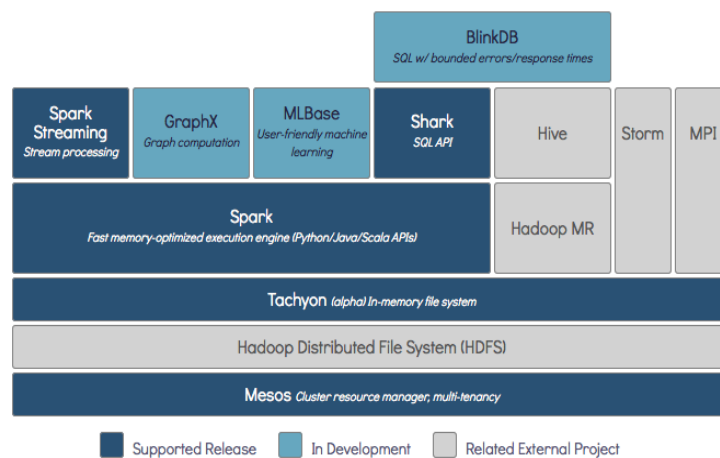 BlinkDB
SQL w/ bounded errors/response times
Spark
Streaming
Stream processing
GraphX
Graph computation
MLBase
User-friendly machine
learning
Shark
SQL API
Hive
Storm
MPI
Spark
Fast memory-optimized execution engine (Python/Java/Scala APIs)
Hadoop MR
Tachyon (alpha) In-memory file system
Hadoop Distributed File System (HDFS)
Mesos Cluster resource manager, multi-tenancy
Supported Release
In Development
Related External Project